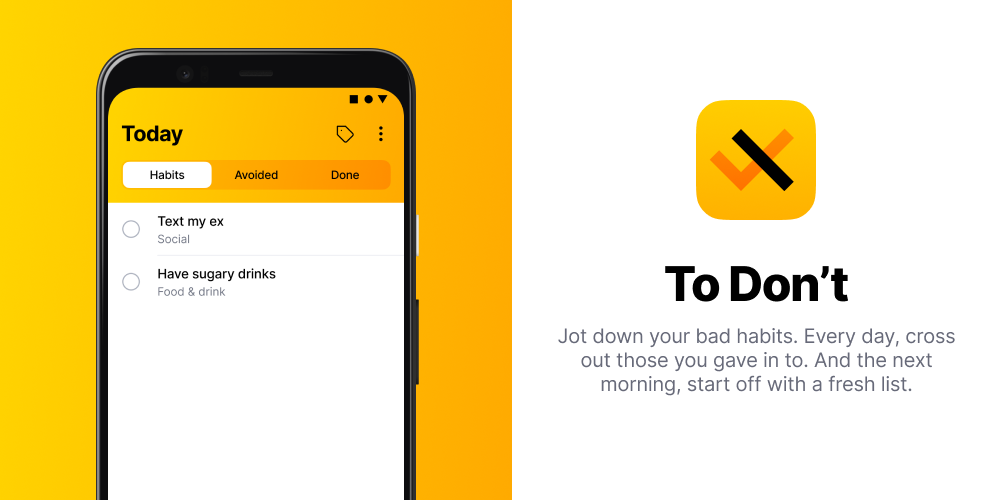 Today
Habits
Avoided
Done
Text my ex
Social
Have sugary drinks
Food & drink
To Don’t
Jot down your bad habits. Every day, cross
out those you gave in to. And the next
morning, start off with a fresh list.